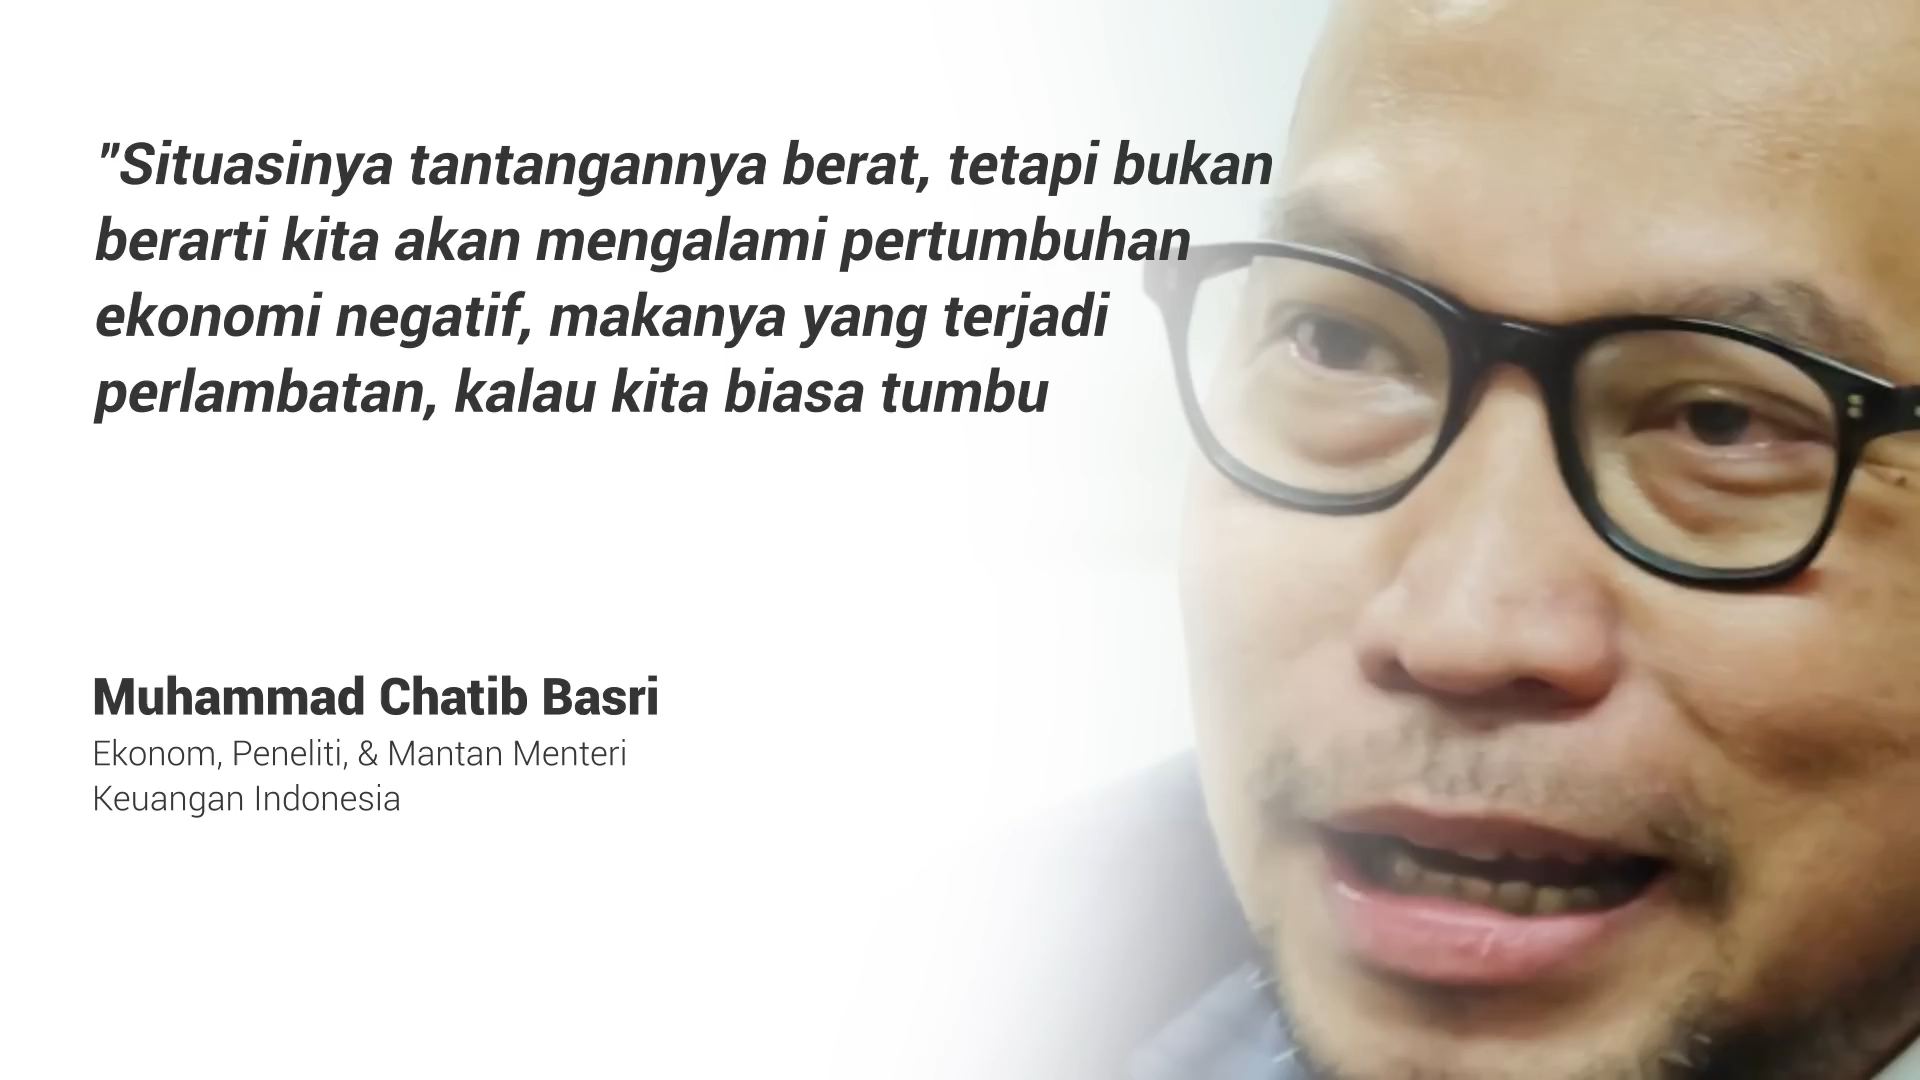 "Situasinya tantangannya berat, tetapi bukan
berarti kita akan mengalami pertumbuhan
ekonomi negatif, makanya yang terjadi
perlambatan, kalau kita biasa tumbu
Muhammad Chatib Basri
Ekonom, Peneliti, & Mantan Menteri
Keuangan Indonesia